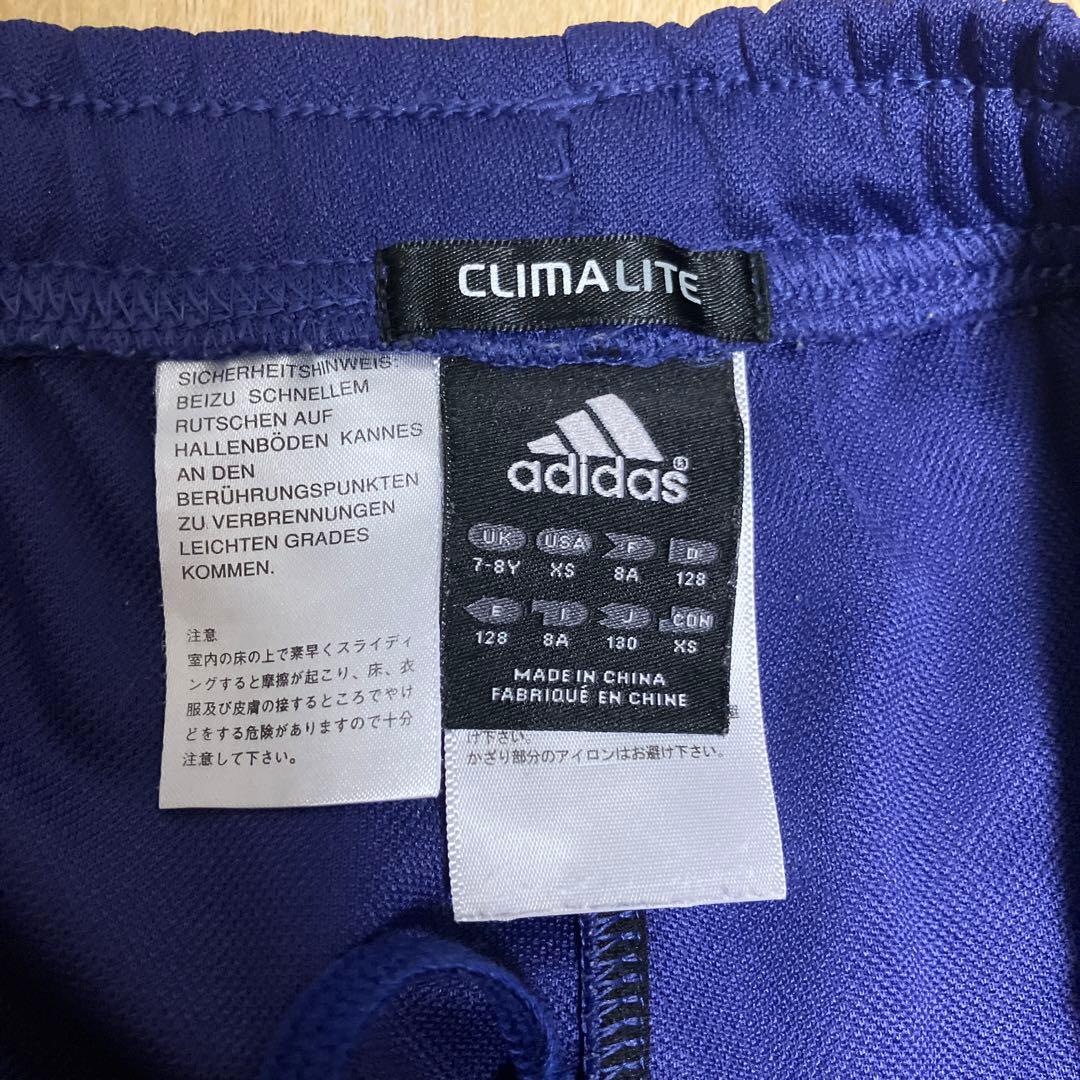 CLIMALITE
SICHERHEITSHINWEIS:
BEIZU SCHNELLEM
RUTSCHEN AUF
HALLENBÖDEN KANNES
AN DEN
BERÜHRUNGSPUNKTEN
ZU VERBRENNUNGEN
LEICHTEN GRADES
KOMMEN.
注意
室内の床の上で素早くスライディ
ングすると摩擦が起こり、床、衣
服及び皮膚の接するところでやけ
どをする危険がありますので十分
注意して下さい。
adidas®
UK USA F D
7-8Y XS 8A 128
E I J CDN
128 8A 130 XS
MADE IN CHINA
FABRIQUÉ EN CHINE
け下さい。
かざり部分のアイロンはお避け下さい。